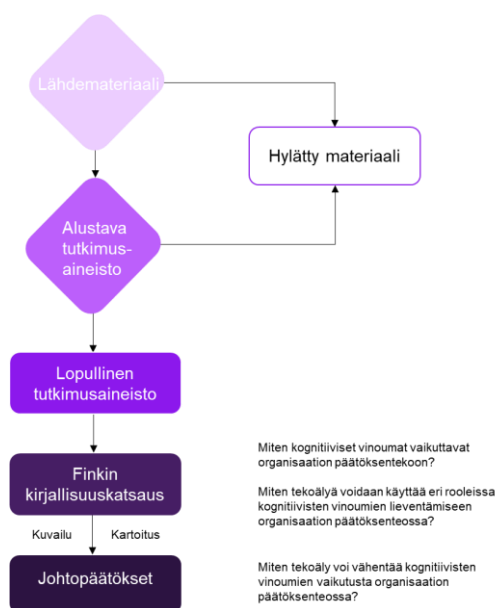 Lähdemateriaali
Hylätty materiaali
Alustava
tutkimus-
aineisto
Lopullinen
tutkimusaineisto
Finkin
kirjallisuuskatsaus
Miten kognitiiviset vinoumat vaikuttavat
organisaation päätöksentekoon?
Miten tekoälyä voidaan käyttää eri rooleissa
kognitiivisten vinoumien lieventämiseen
organisaation päätöksenteossa?
Kuvailu
Kartoitus
Johtopäätökset
Miten tekoäly voi vähentää kognitiivisten
vinoumien vaikutusta organisaation
päätöksenteossa?